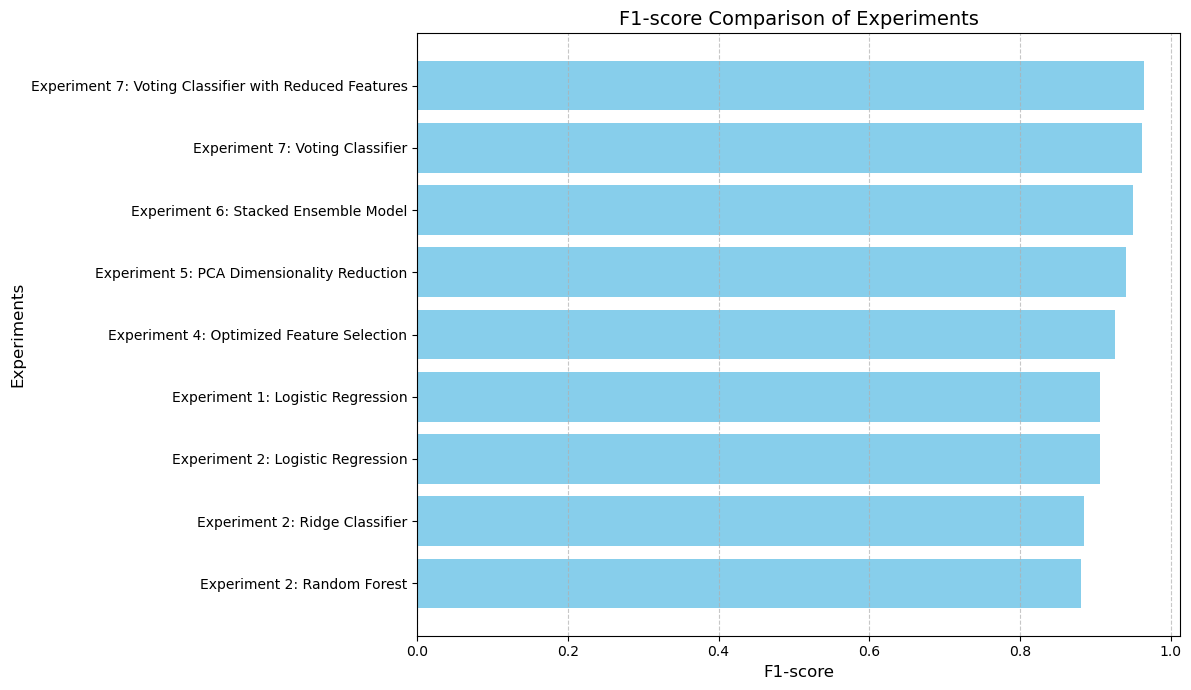 F1-score Comparison of Experiments
Experiment 7: Voting Classifier with Reduced Features
Experiment 7: Voting Classifier
Experiment 6: Stacked Ensemble Model
Experiment 5: PCA Dimensionality Reduction
Experiment 4: Optimized Feature Selection
Experiment 1: Logistic Regression
Experiment 2: Logistic Regression
Experiment 2: Ridge Classifier
Experiment 2: Random Forest
Experiments
0.0 0.2 0.4 0.6 0.8 1.0
F1-score